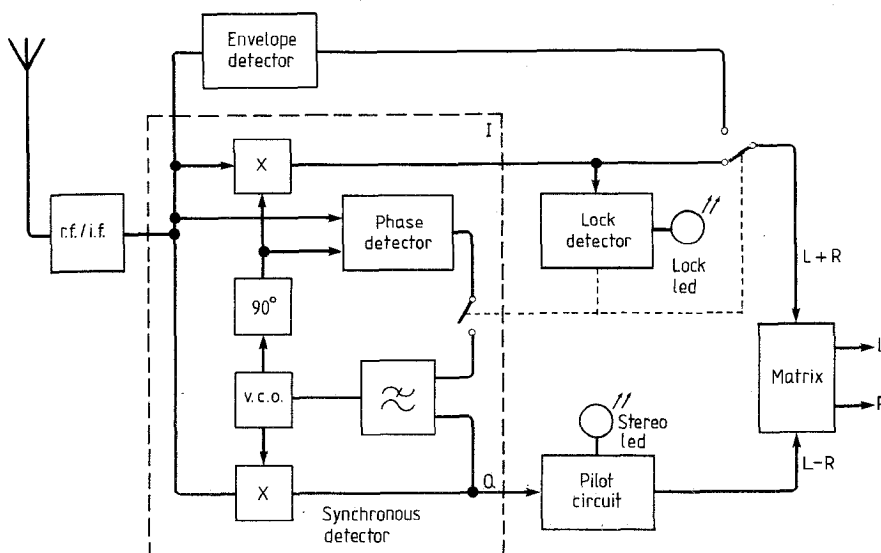 Envelope
detector
I
X
r.f./i.f.
Phase
detector
Lock
detector
Lock
led
L+R
90°
v.c.o.
Matrix
L
Stereo
led
L−R
X
Q
Pilot
circuit
Synchronous
detector